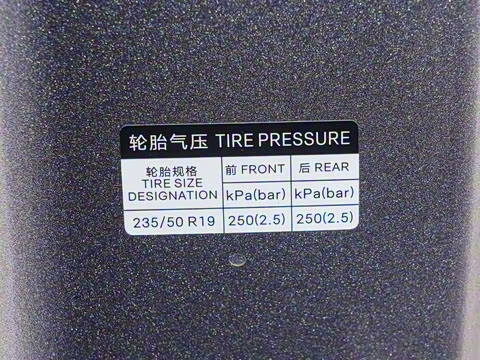 轮胎气压 TIRE PRESSURE
轮胎规格
TIRE SIZE
DESIGNATION
前 FRONT
后 REAR
kPa(bar)
kPa(bar)
235/50 R19
250(2.5)
250(2.5)